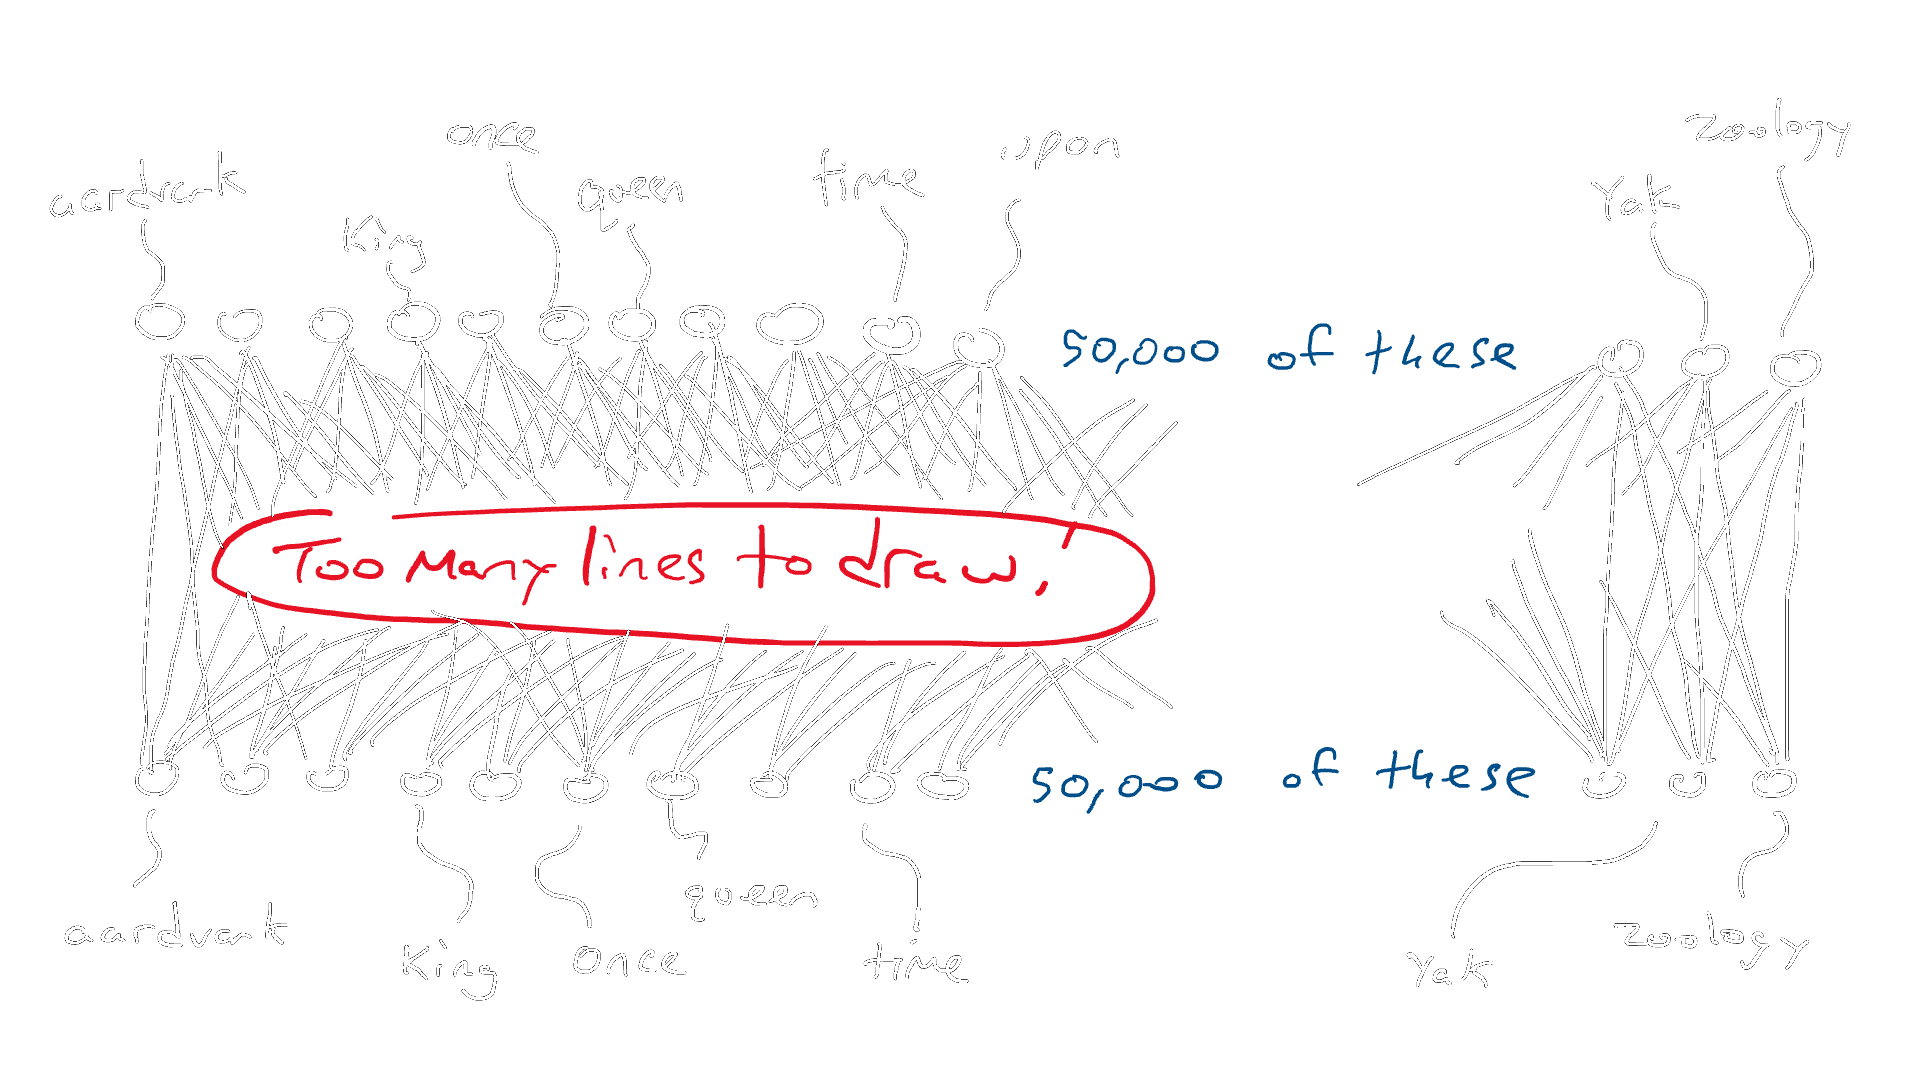 aardvark
King
once
queen
time
upon
Yak
zoology
50,000 of these
Too Many lines to draw!
50,000 of these
aardvark
King
once
queen
time
Yak
zoology